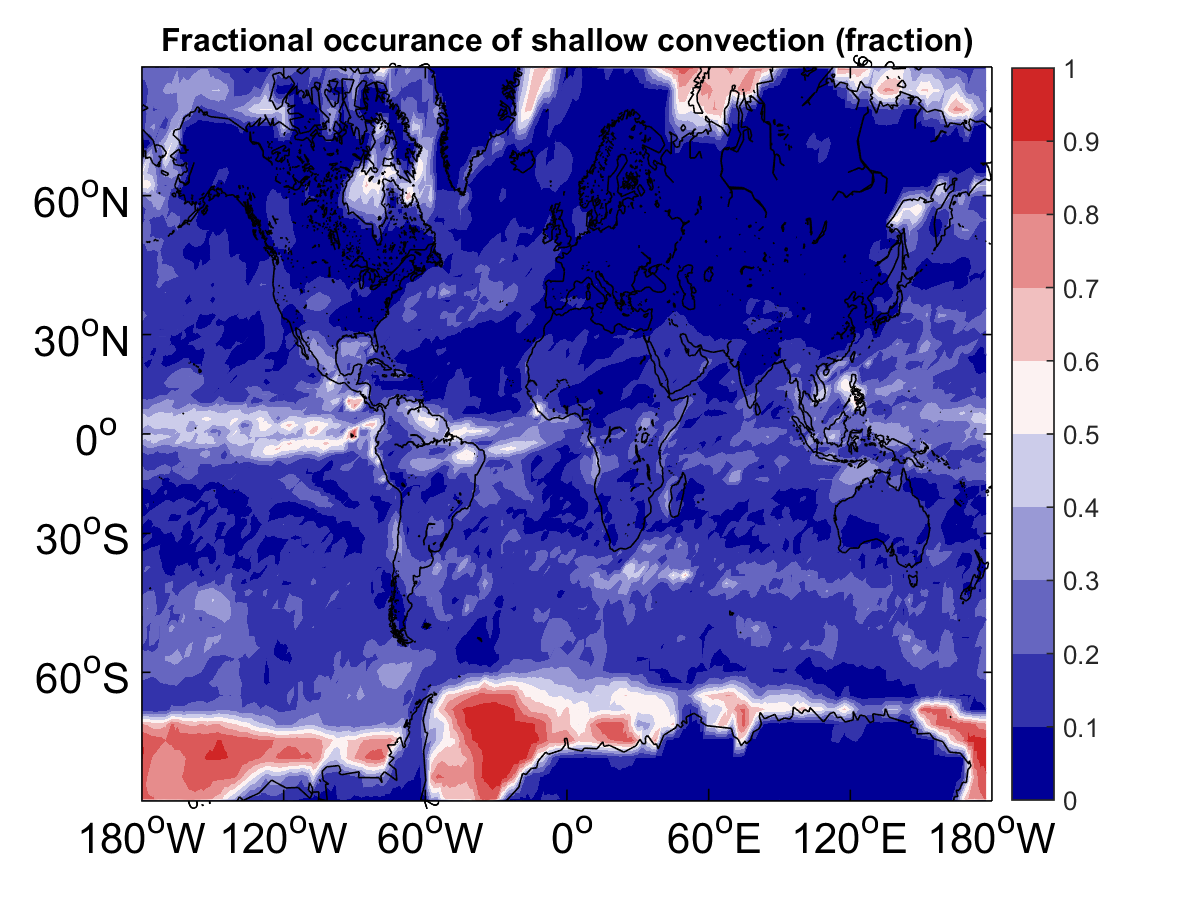 Fractional occurance of shallow convection (fraction)
60°N
30°N
0°
30°S
60°S
180°W 120°W 60°W 0° 60°E 120°E 180°W
1
0.9
0.8
0.7
0.6
0.5
0.4
0.3
0.2
0.1
0